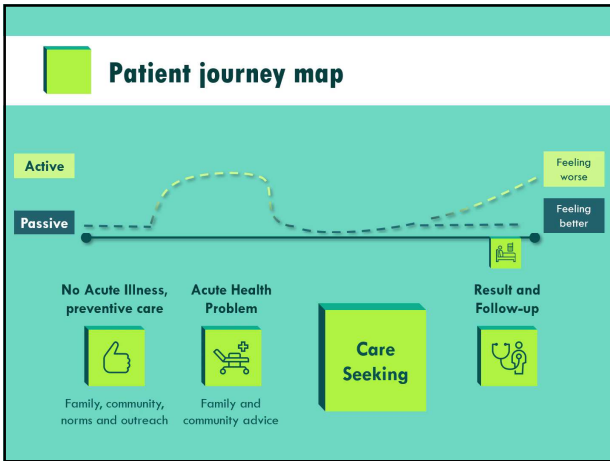 Patient journey map
Active
Feeling
worse
Passive
Feeling
better
No Acute Illness,
preventive care
Acute Health
Problem
Care
Seeking
Result and
Follow-up
Family, community,
norms and outreach
Family and
community advice